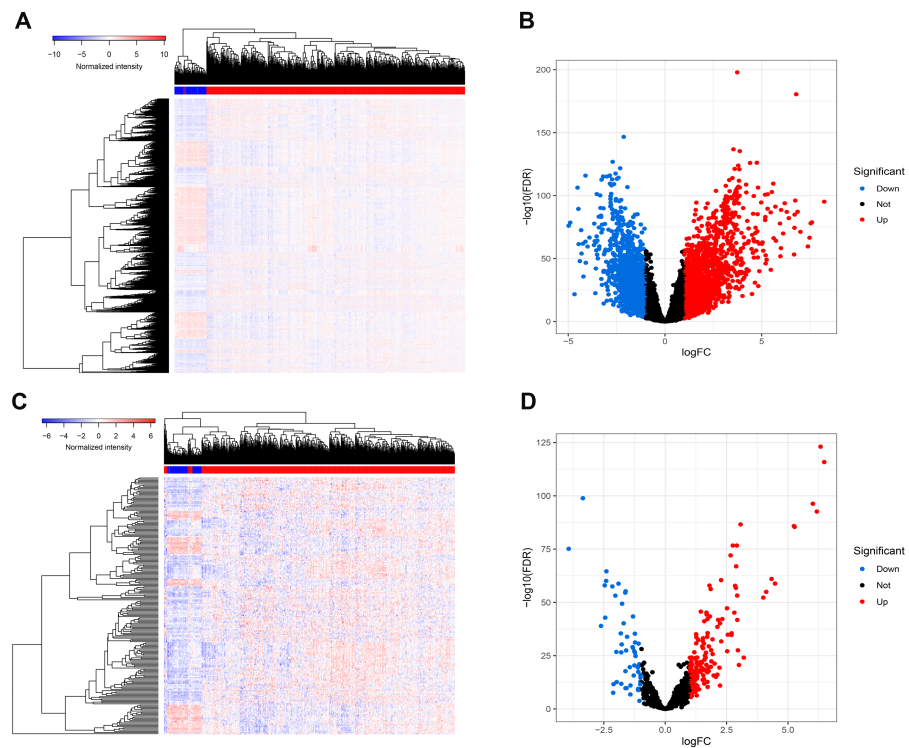 A
−10 −5 0 5 10
Normalized intensity
B
200
150
100
50
0
−log10(FDR)
−5 0 5
logFC
Significant
Down
Not
Up
C
−6 −4 −2 0 2 4 6
Normalized intensity
D
125
100
75
50
25
0
−log10(FDR)
−2.5 0.0 2.5 5.0
logFC
Significant
Down
Not
Up